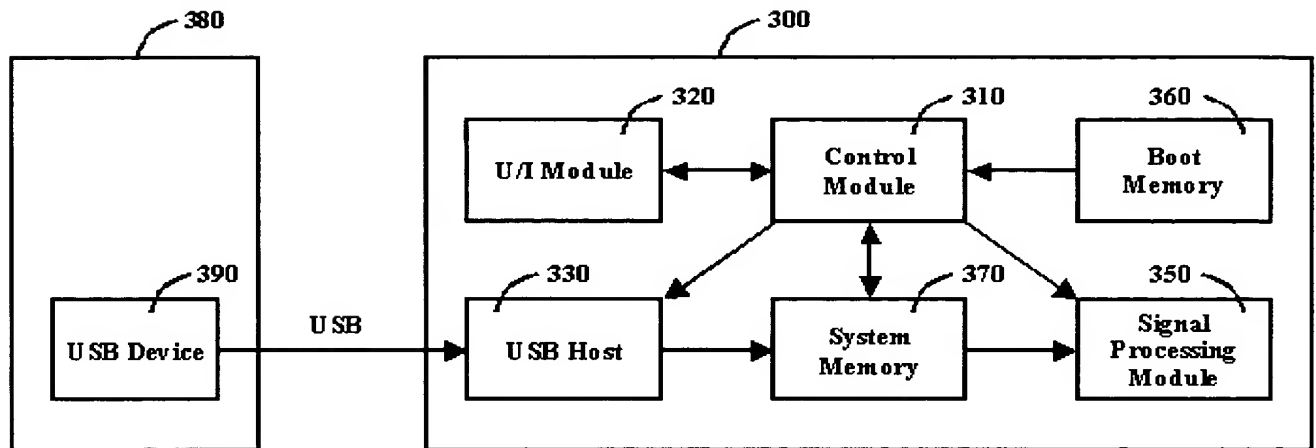 380
300
320
310
360
U/I Module
Control
Module
Boot
Memory
390
330
370
350
USB
USB Device
USB Host
System
Memory
Signal
Processing
Module